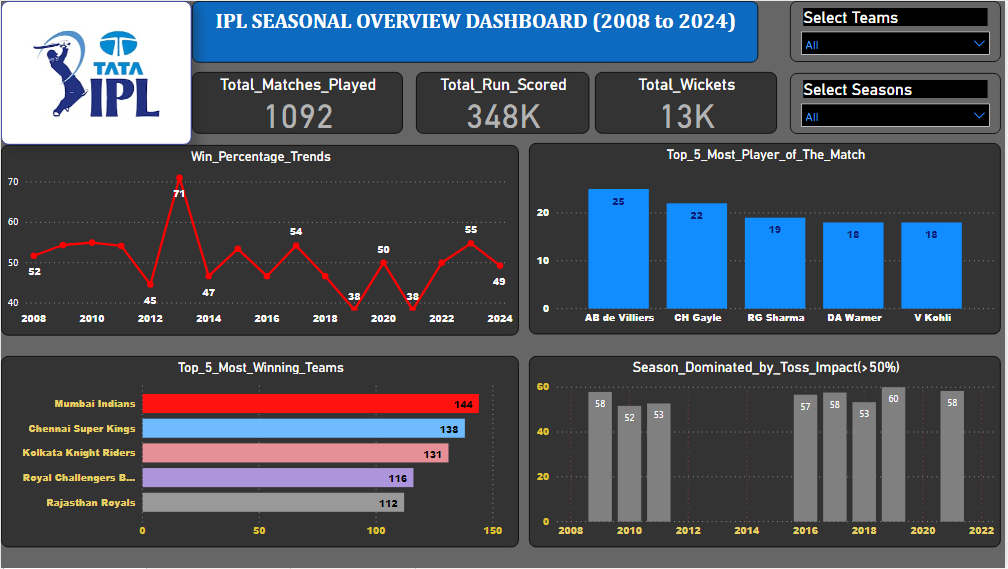 IPL SEASONAL OVERVIEW DASHBOARD (2008 to 2024)
TATA
IPL
Select Teams
All
Select Seasons
All
Total_Matches_Played
1092
Total_Run_Scored
348K
Total_Wickets
13K
Win_Percentage_Trends
70
60
50
40
52
45
71
47
54
38
50
38
55
49
2008 2010 2012 2014 2016 2018 2020 2022 2024
Top_5_Most_Player_of_The_Match
20
10
0
25 22 19 18 18
AB de Villiers CH Gayle RG Sharma DA Warner V Kohli
Top_5_Most_Winning_Teams
Mumbai Indians 144
Chennai Super Kings 138
Kolkata Knight Riders 131
Royal Challengers B... 116
Rajasthan Royals 112
0 50 100 150
Season_Dominated_by_Toss_Impact(>50%)
60
40
20
0
58 52 53 57 58 53 60 58
2008 2010 2012 2014 2016 2018 2020 2022